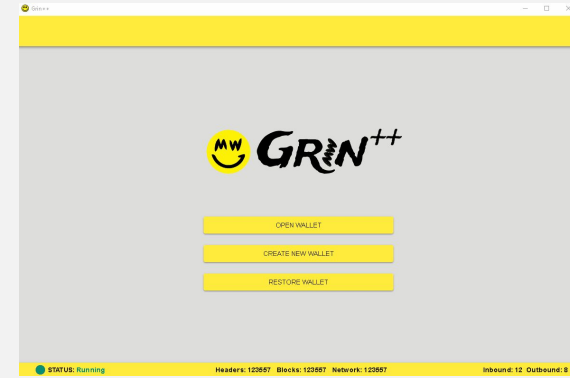 Grin++
MW GRIN++
OPEN WALLET
CREATE NEW WALLET
RESTORE WALLET
STATUS: Running Headers: 123557 Blocks: 123557 Network: 123557 Inbound: 12 Outbound: 8